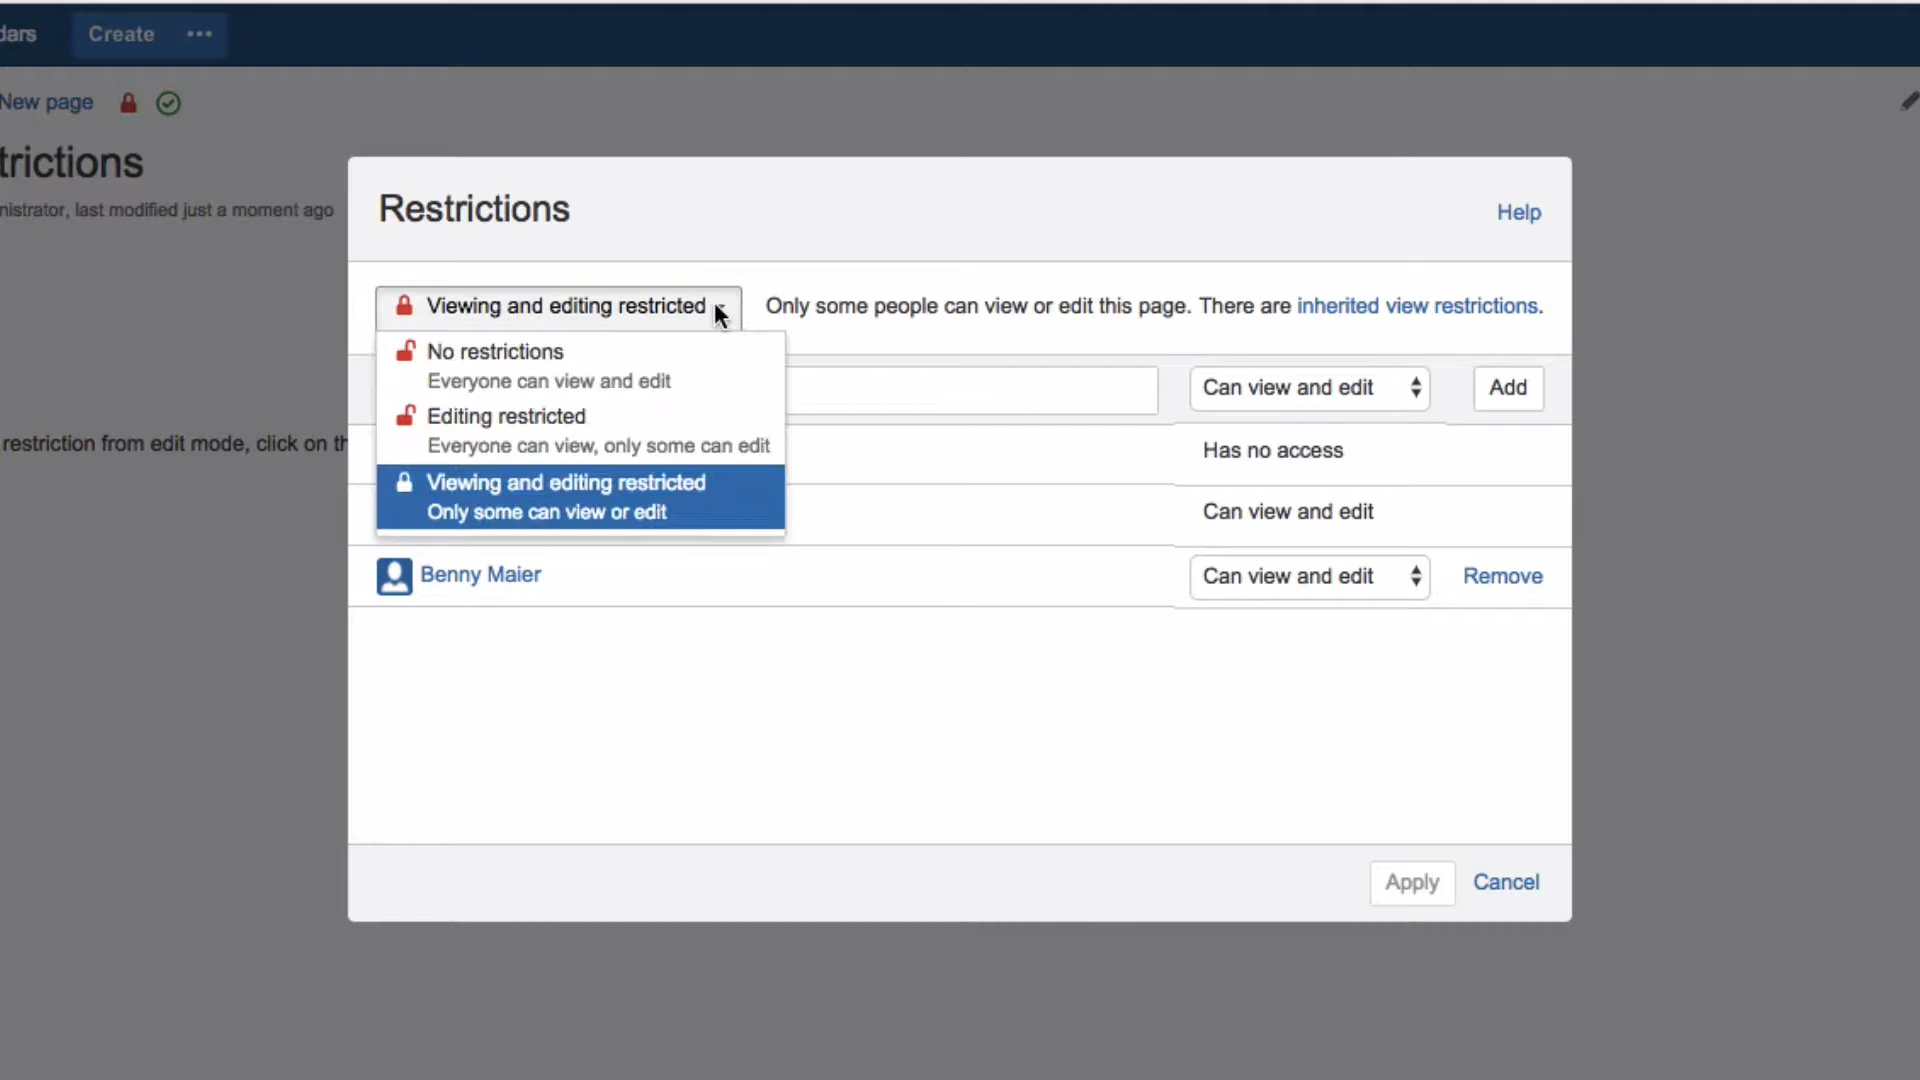 dars Create •••
New page
trictions
nistrator, last modified just a moment ago
restriction from edit mode, click on th
Restrictions
Help
Viewing and editing restricted
Only some people can view or edit this page. There are inherited view restrictions.
No restrictions
Everyone can view and edit
Editing restricted
Everyone can view, only some can edit
Viewing and editing restricted
Only some can view or edit
Can view and edit Add
Has no access
Can view and edit
Benny Maier Can view and edit Remove
Apply Cancel